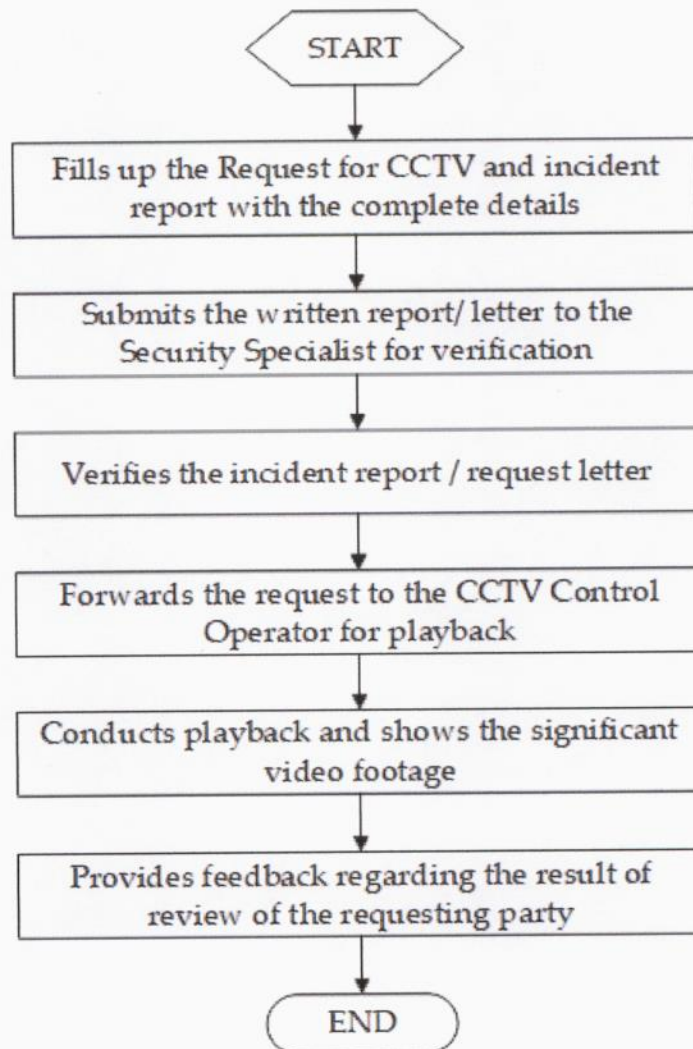 START
Fills up the Request for CCTV and incident
report with the complete details
Submits the written report/ letter to the
Security Specialist for verification
Verifies the incident report / request letter
Forwards the request to the CCTV Control
Operator for playback
Conducts playback and shows the significant
video footage
Provides feedback regarding the result of
review of the requesting party
END